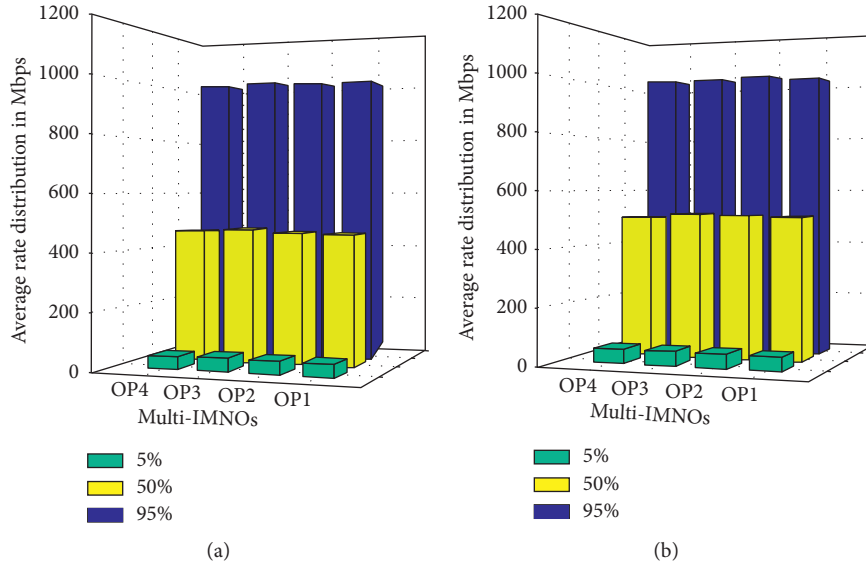 Average rate distribution in Mbps
1200
1000
800
600
400
200
0
OP4
OP3
OP2
OP1
Multi-IMNOs
5%
50%
95%
(a)
Average rate distribution in Mbps
1200
1000
800
600
400
200
0
OP4
OP3
OP2
OP1
Multi-IMNOs
5%
50%
95%
(b)